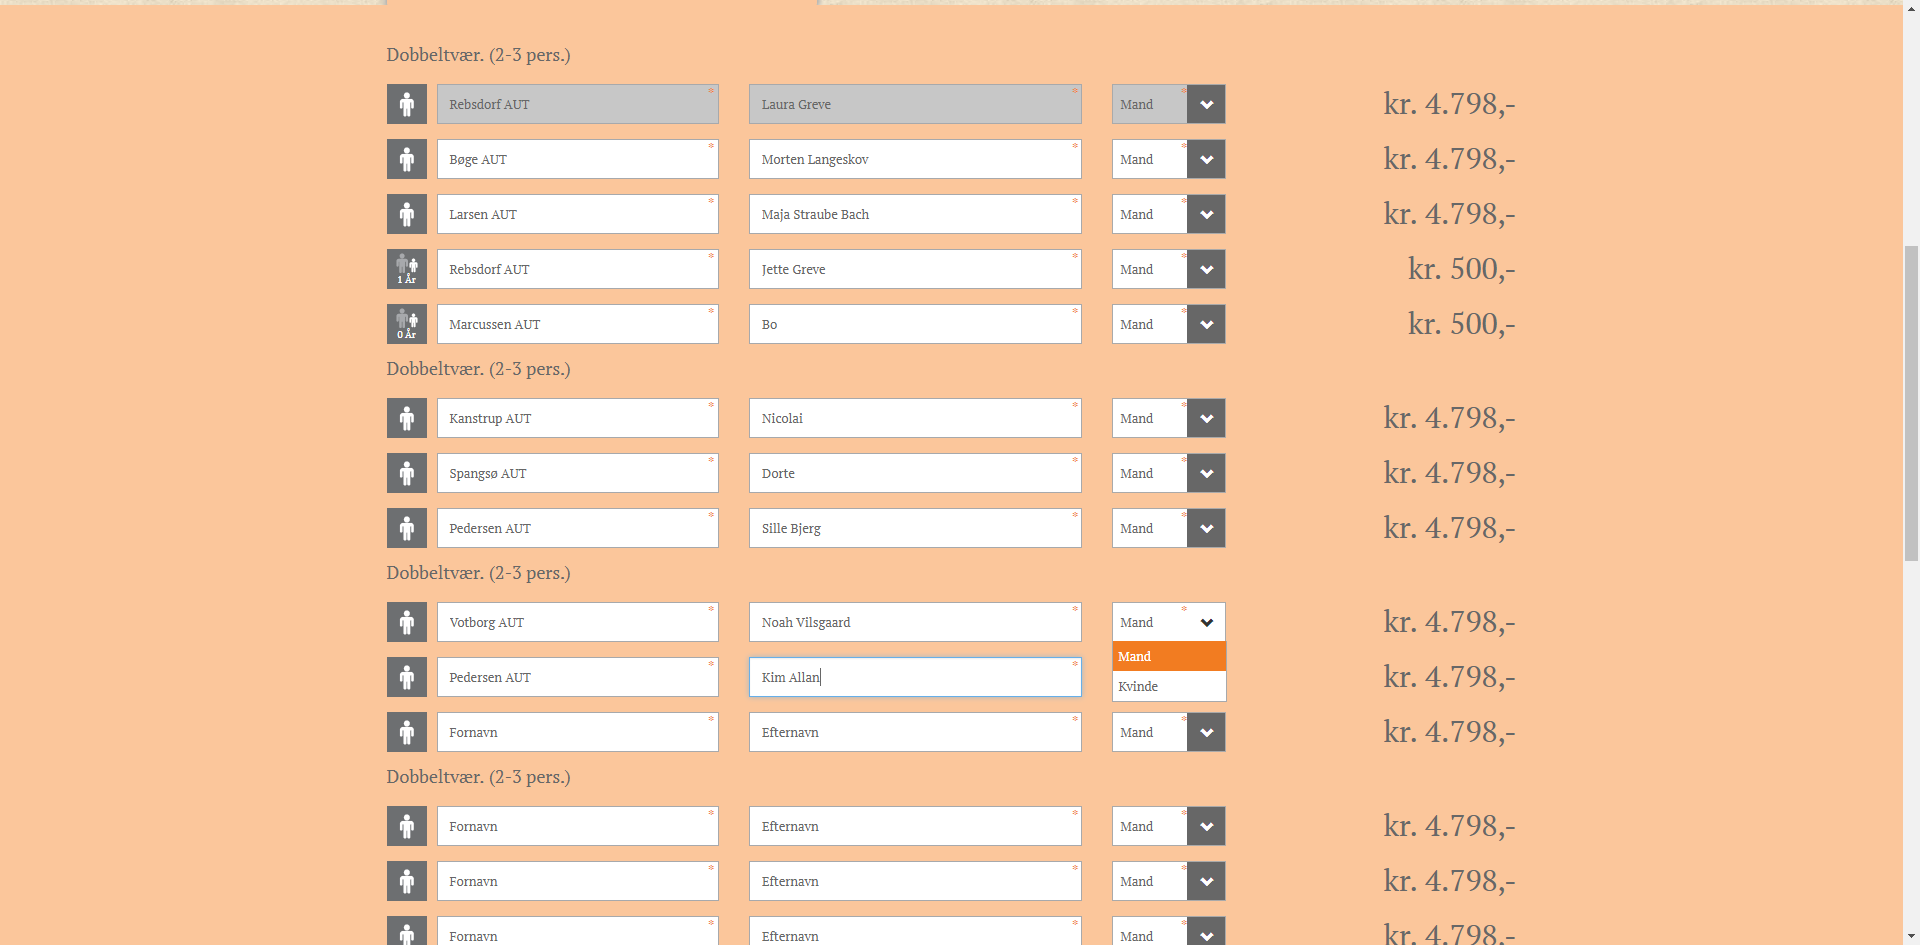 Dobbeltvær. (2-3 pers.)
Rebsdorf AUT * Laura Greve * Mand * kr. 4.798,-
Bøge AUT * Morten Langeskov * Mand * kr. 4.798,-
Larsen AUT * Maja Straube Bach * Mand * kr. 4.798,-
1 År Rebsdorf AUT * Jette Greve * Mand * kr. 500,-
0 År Marcussen AUT * Bo * Mand * kr. 500,-
Dobbeltvær. (2-3 pers.)
Kanstrup AUT * Nicolai * Mand * kr. 4.798,-
Spangsø AUT * Dorte * Mand * kr. 4.798,-
Pedersen AUT * Sille Bjerg * Mand * kr. 4.798,-
Dobbeltvær. (2-3 pers.)
Votborg AUT * Noah Vilsgaard * Mand * kr. 4.798,-
Mand
Pedersen AUT * Kim Allan * kr. 4.798,-
Kvinde
Fornavn * Efternavn * Mand * kr. 4.798,-
Dobbeltvær. (2-3 pers.)
Fornavn * Efternavn * Mand * kr. 4.798,-
Fornavn * Efternavn * Mand * kr. 4.798,-
Fornavn * Efternavn * Mand * kr. 4.798,-